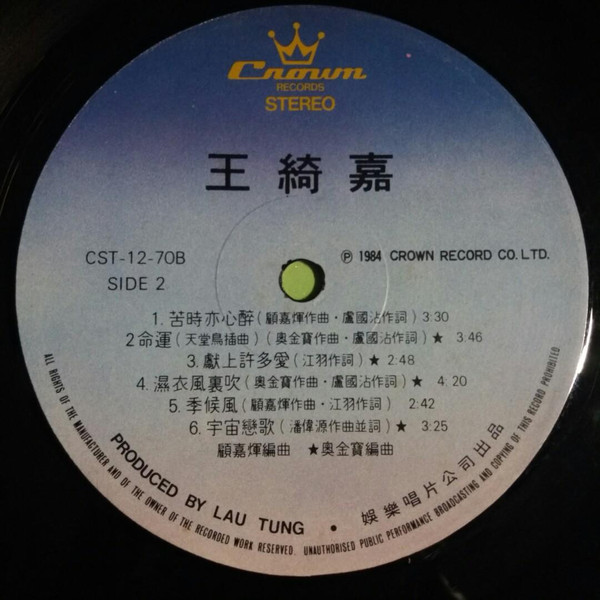 Crown
RECORDS
STEREO
王綺嘉
CST-12-70B
SIDE 2
℗ 1984 CROWN RECORD CO. LTD.
1. 苦時亦心醉(顧嘉煇作曲・盧國沾作詞) 3:30
2 命運(天堂鳥插曲)(奧金寶作曲・盧國沾作詞) ★ 3:46
3. 獻上許多愛(江羽作詞) ★ 2:48
4. 濕衣風裏吹(奧金寶作曲・盧國沾作詞) ★ 4:20
5. 季候風(顧嘉煇作曲・江羽作詞) 2:42
6. 宇宙戀歌(潘偉源作曲並詞) ★ 3:25
顧嘉煇編曲 ★奧金寶編曲
PRODUCED BY LAU TUNG • 娛樂唱片公司出品
ALL RIGHTS OF THE MANUFACTURER AND OF THE OWNER OF THE RECORDED WORK RESERVED. UNAUTHORISED PUBLIC PERFORMANCE BROADCASTING AND COPYING OF THIS RECORD PROHIBITED.